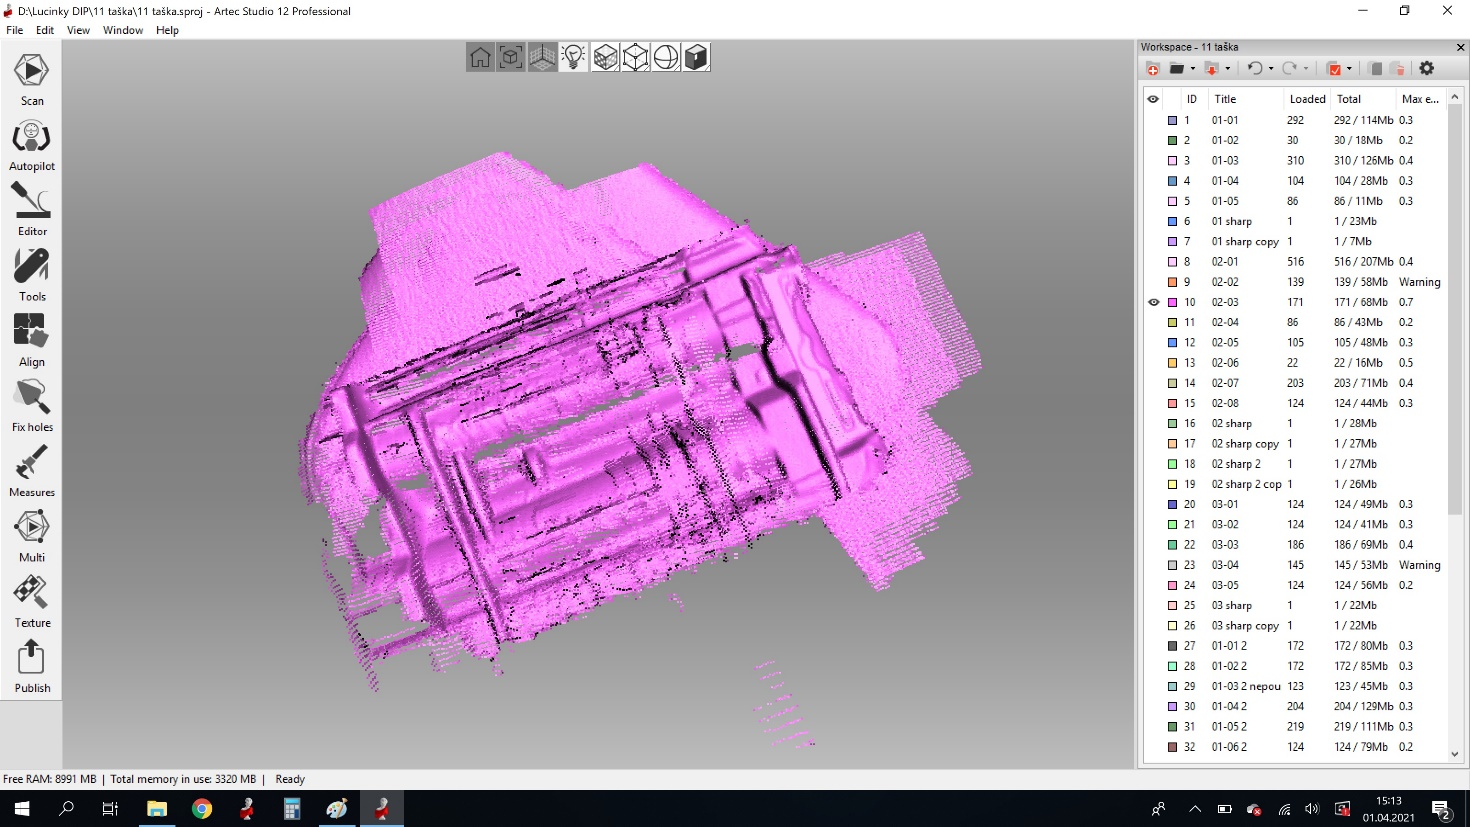 D:\Lucinky DIP\11 taška\11 taška.sproj - Artec Studio 12 Professional
File Edit View Window Help
Scan
Autopilot
Editor
Tools
Align
Fix holes
Measures
Multi
Texture
Publish
Workspace - 11 taška
ID Title Loaded Total Max e...
1 01-01 292 292 / 114Mb 0.3
2 01-02 30 30 / 18Mb 0.2
3 01-03 310 310 / 126Mb 0.4
4 01-04 104 104 / 28Mb 0.3
5 01-05 86 86 / 11Mb 0.3
6 01 sharp 1 1 / 23Mb
7 01 sharp copy 1 1 / 7Mb
8 02-01 516 516 / 207Mb 0.4
9 02-02 139 139 / 58Mb Warning
10 02-03 171 171 / 68Mb 0.7
11 02-04 86 86 / 43Mb 0.2
12 02-05 105 105 / 48Mb 0.3
13 02-06 22 22 / 16Mb 0.5
14 02-07 203 203 / 71Mb 0.4
15 02-08 124 124 / 44Mb 0.3
16 02 sharp 1 1 / 28Mb
17 02 sharp copy 1 1 / 27Mb
18 02 sharp 2 1 1 / 27Mb
19 02 sharp 2 cop 1 1 / 26Mb
20 03-01 124 124 / 49Mb 0.3
21 03-02 124 124 / 41Mb 0.3
22 03-03 186 186 / 69Mb 0.4
23 03-04 145 145 / 53Mb Warning
24 03-05 124 124 / 56Mb 0.2
25 03 sharp 1 1 / 22Mb
26 03 sharp copy 1 1 / 22Mb
27 01-01 2 172 172 / 80Mb 0.3
28 01-02 2 172 172 / 85Mb 0.3
29 01-03 2 nepou 123 123 / 45Mb 0.3
30 01-04 2 204 204 / 129Mb 0.3
31 01-05 2 219 219 / 111Mb 0.3
32 01-06 2 124 124 / 79Mb 0.2
Free RAM: 8991 MB | Total memory in use: 3320 MB | Ready
15:13
01.04.2021
2